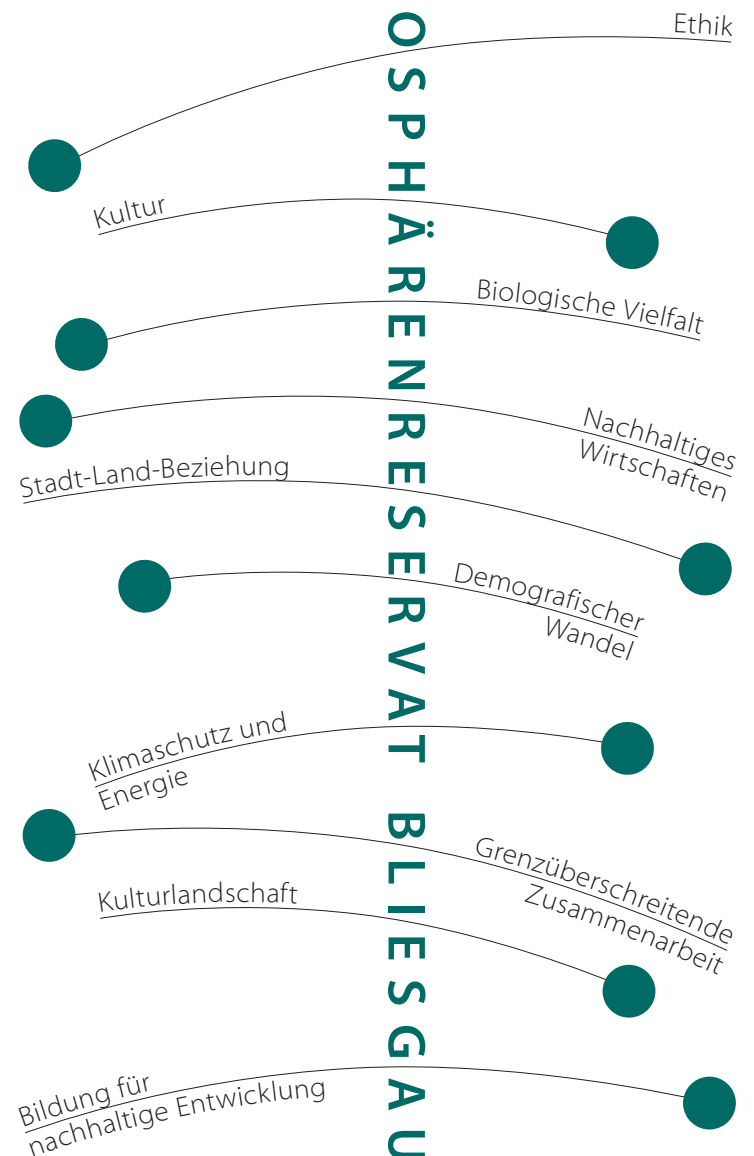 Ethik
Kultur
Biologische Vielfalt
Nachhaltiges
Wirtschaften
Stadt-Land-Beziehung
Demografischer
Wandel
Klimaschutz und
Energie
Grenzüberschreitende
Zusammenarbeit
Kulturlandschaft
Bildung für
nachhaltige Entwicklung
OSPHÄRENRESERVAT BLIESGAU